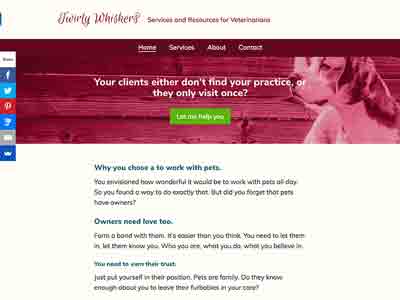 Twirly Whiskers
Services and Resources for Veterinarians
Home Services About Contact
Shares
Your clients either don't find your practice, or
they only visit once?
Let me help you
Why you chose a to work with pets.
You envisioned how wonderful it would be to work with pets all day.
So you found a way to do exactly that. But did you forget that pets
have owners?
Owners need love too.
Form a bond with them. It's easier than you think. You need to let them
in, let them know you. Who you are, what you do, what you believe in.
You need to earn their trust.
Just put yourself in their position. Pets are family. Do they know
enough about you to leave their furbabies in your care?